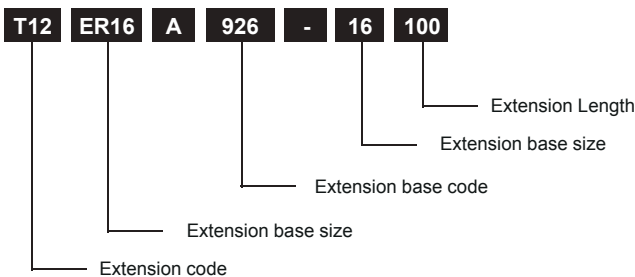 T12 ER16 A 926 - 16 100
Extension Length
Extension base size
Extension base code
Extension base size
Extension code